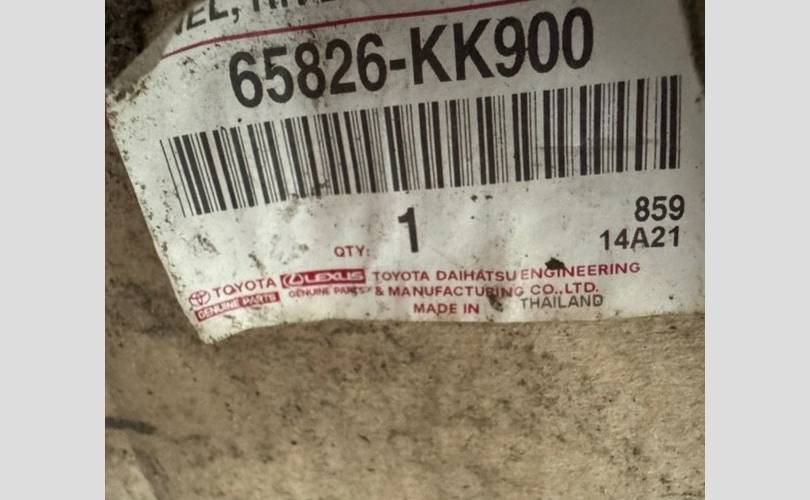 65826-KK900
QTY: 1
859
14A21
TOYOTA GENUINE PARTS
LEXUS GENUINE PARTS
TOYOTA DAIHATSU ENGINEERING
& MANUFACTURING CO.,LTD.
MADE IN THAILAND